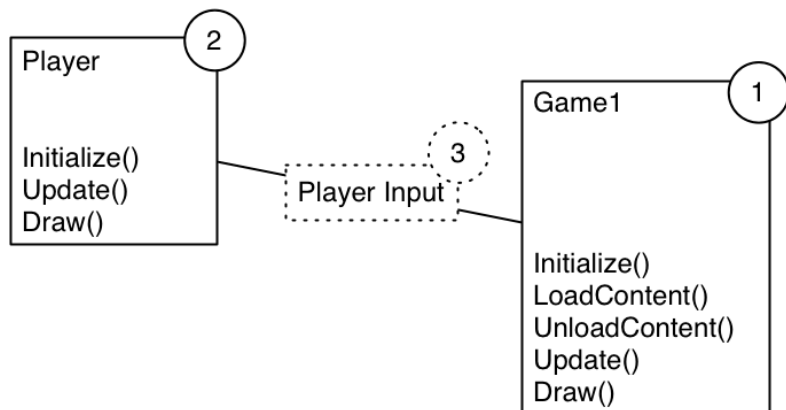 2
Player
Initialize()
Update()
Draw()
3
Player Input
1
Game1
Initialize()
LoadContent()
UnloadContent()
Update()
Draw()